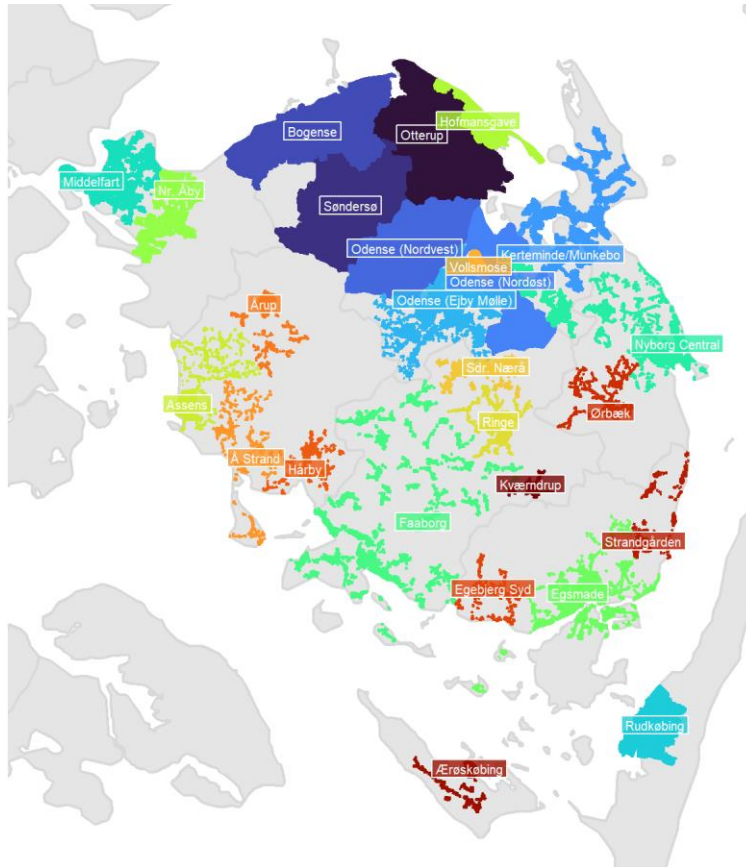 Hofmansgave
Bogense
Otterup
Middelfart
Nr. Åby
Søndersø
Odense (Nordvest)
Kerteminde/Munkebo
Vollsmose
Odense (Nordøst)
Odense (Ejby Mølle)
Årup
Nyborg Central
Sdr. Nærå
Assens
Ørbæk
Ringe
Å Strand
Hårby
Kværndrup
Faaborg
Strandgården
Egebjerg Syd
Egsmade
Rudkøbing
Ærøskøbing